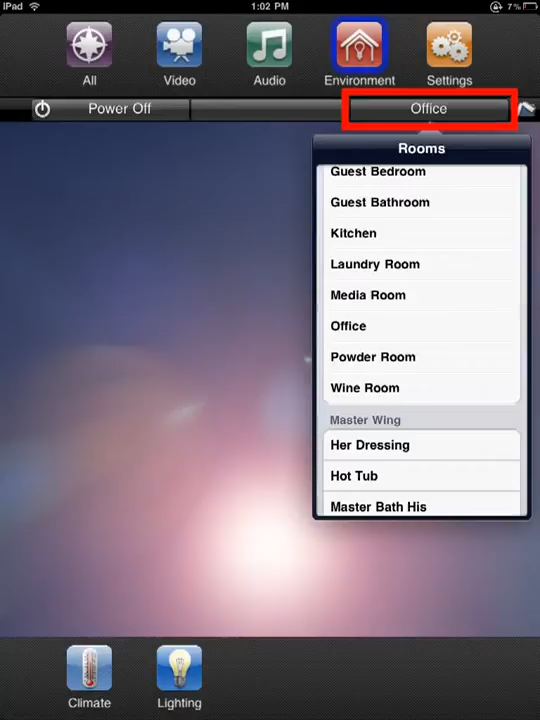 iPad 1:02 PM 7%
All Video Audio Environment Settings
Power Off Office
Rooms
Guest Bedroom
Guest Bathroom
Kitchen
Laundry Room
Media Room
Office
Powder Room
Wine Room
Master Wing
Her Dressing
Hot Tub
Master Bath His
Climate Lighting